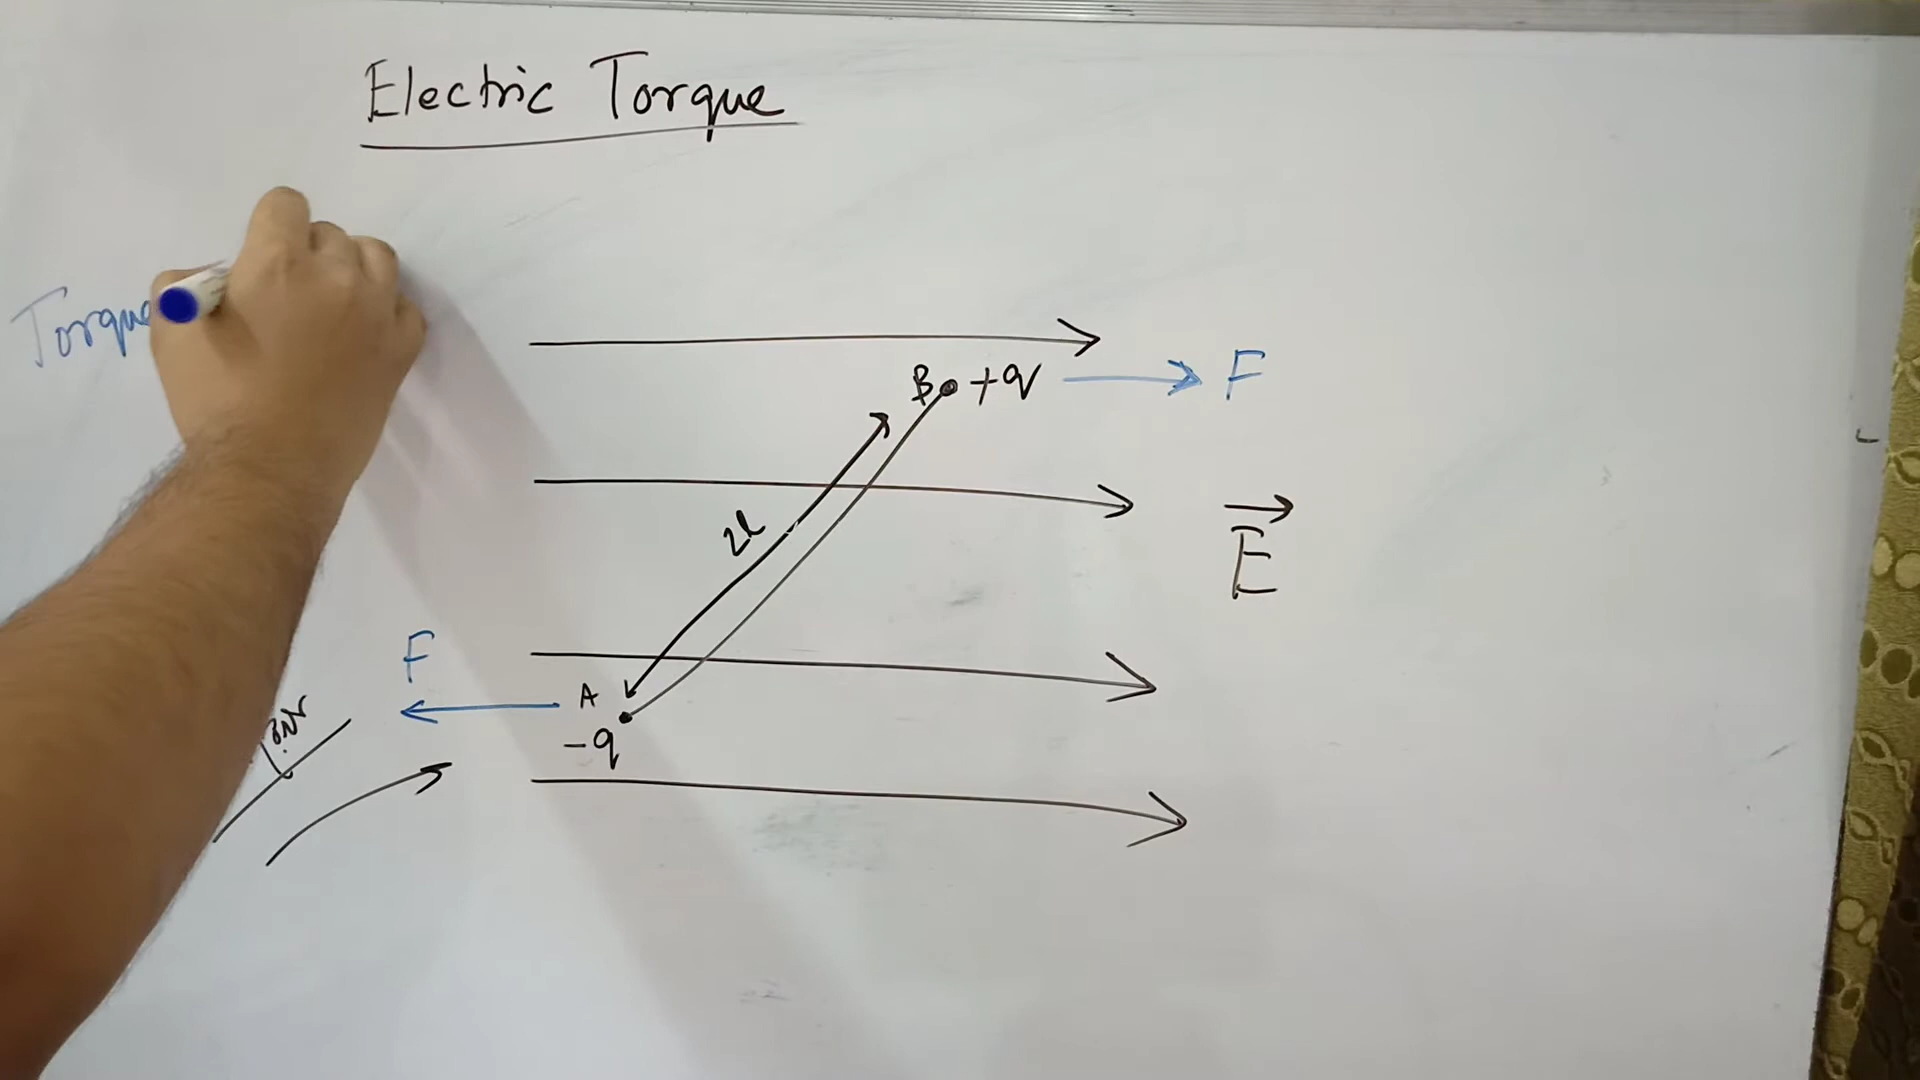 Electric Torque
Torque
B +q F
2l
E
F
A
-q